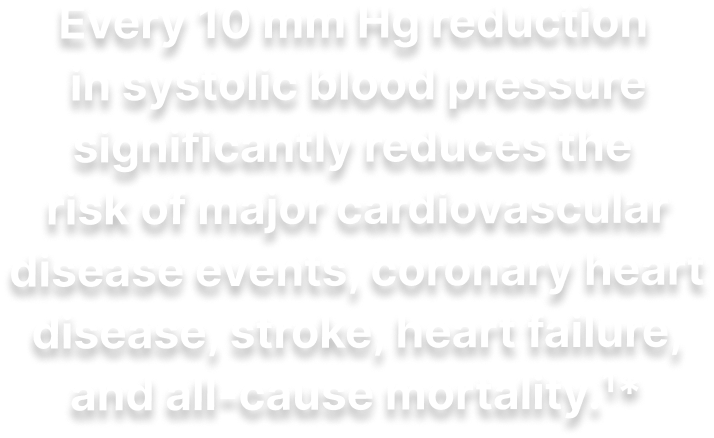 Every 10 mm Hg reduction
in systolic blood pressure
significantly reduces the
risk of major cardiovascular
disease events, coronary heart
disease, stroke, heart failure,
and all-cause mortality.¹*